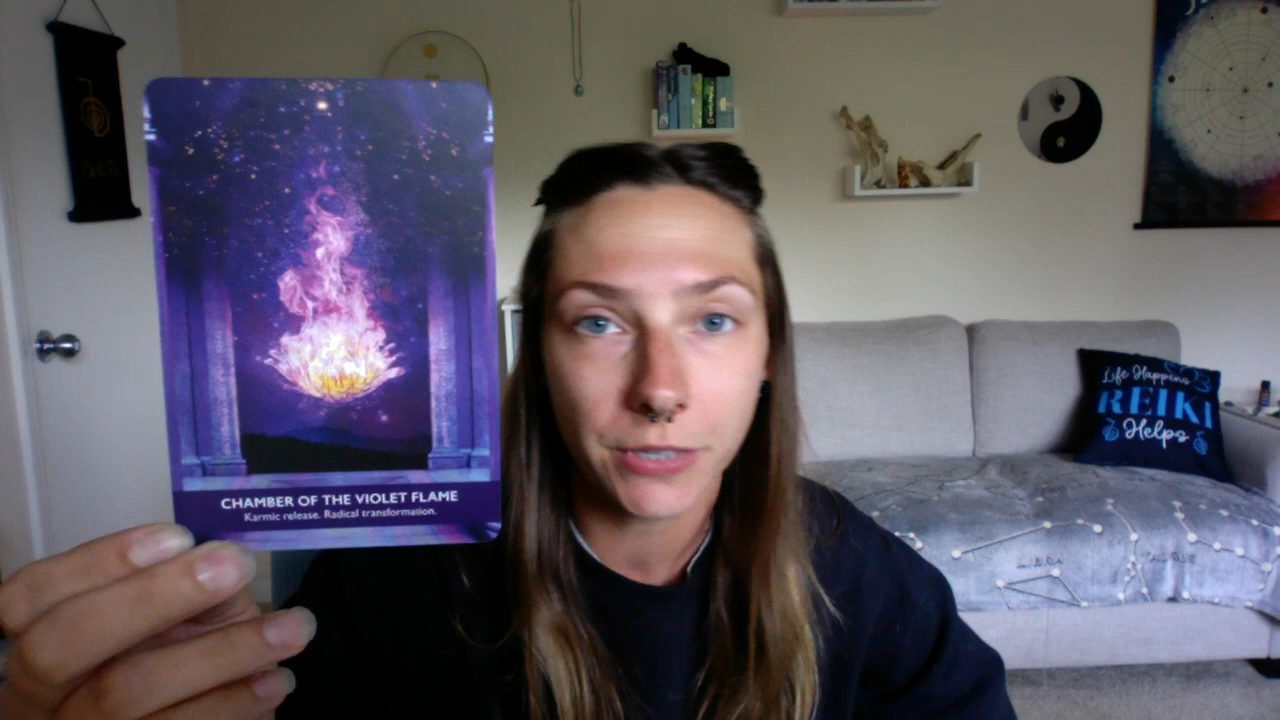 CHAMBER OF THE VIOLET FLAME
Karmic release. Radical transformation.
Life Happens
REIKI
Helps
LIBRA